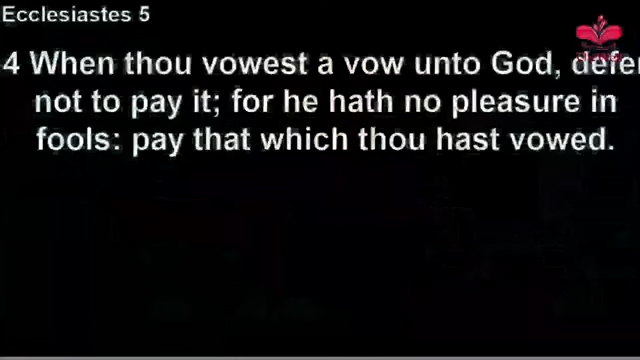 Ecclesiastes 5
4 When thou vowest a vow unto God, defer
not to pay it; for he hath no pleasure in
fools: pay that which thou hast vowed.